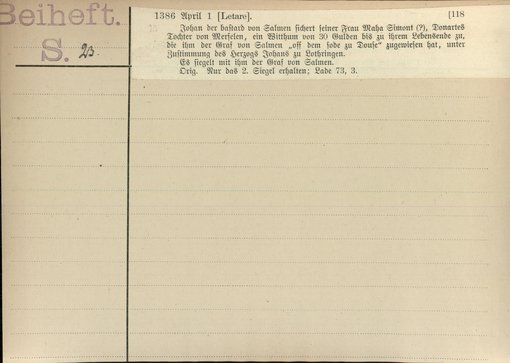 Beiheft.
S. 23
1386 April 1 [Letare]. [118
Johan der bastard von Salmen sichert seiner Frau Maha Simont (?), Donartes
Tochter von Merselen, ein Witthum von 30 Gulden bis zu ihrem Lebensende zu,
die ihm der Graf von Salmen „off dem sode zu Douse“ zugewiesen hat, unter
Zustimmung des Herzogs Johans zu Lothringen.
Es siegelt mit ihm der Graf von Salmen.
Orig. Nur das 2. Siegel erhalten; Lade 73, 3.